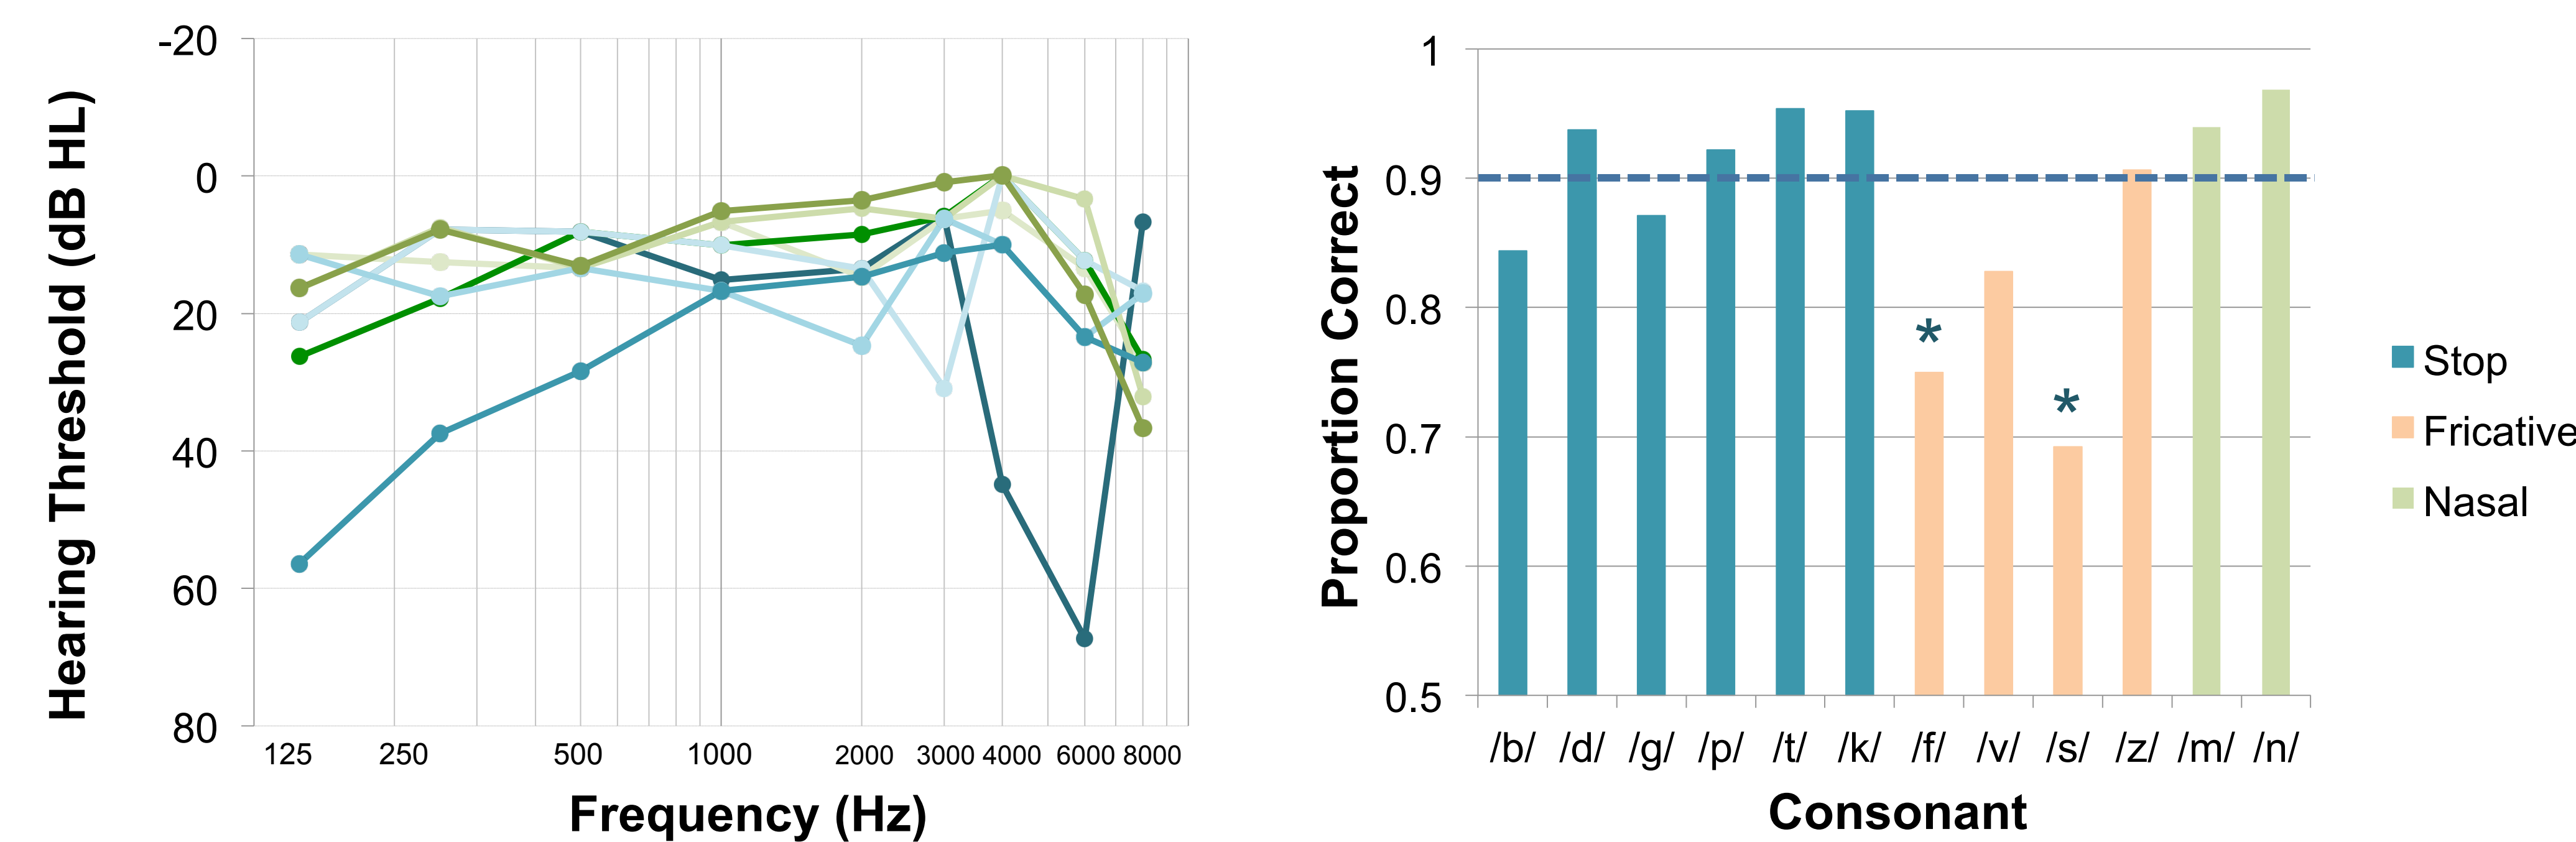 Hearing Threshold (dB HL)
-20
0
20
40
60
80
125 250 500 1000 2000 3000 4000 6000 8000
Frequency (Hz)
Proportion Correct
1
0.9
0.8
0.7
0.6
0.5
*
*
/b/ /d/ /g/ /p/ /t/ /k/ /f/ /v/ /s/ /z/ /m/ /n/
Consonant
Stop
Fricative
Nasal